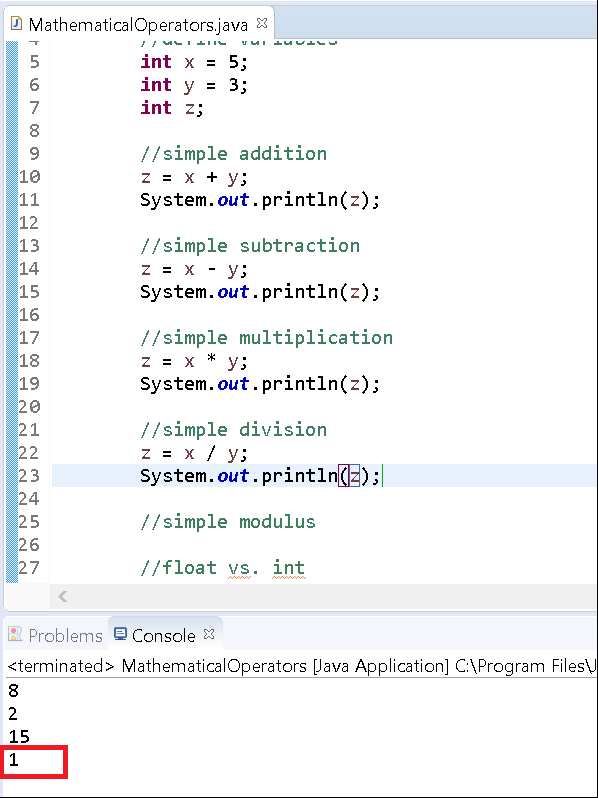 MathematicalOperators.java
4 //define variables
5 int x = 5;
6 int y = 3;
7 int z;
8
9 //simple addition
10 z = x + y;
11 System.out.println(z);
12
13 //simple subtraction
14 z = x - y;
15 System.out.println(z);
16
17 //simple multiplication
18 z = x * y;
19 System.out.println(z);
20
21 //simple division
22 z = x / y;
23 System.out.println(z);
24
25 //simple modulus
26
27 //float vs. int
Problems Console
<terminated> MathematicalOperators [Java Application] C:\Program Files\J
8
2
15
1